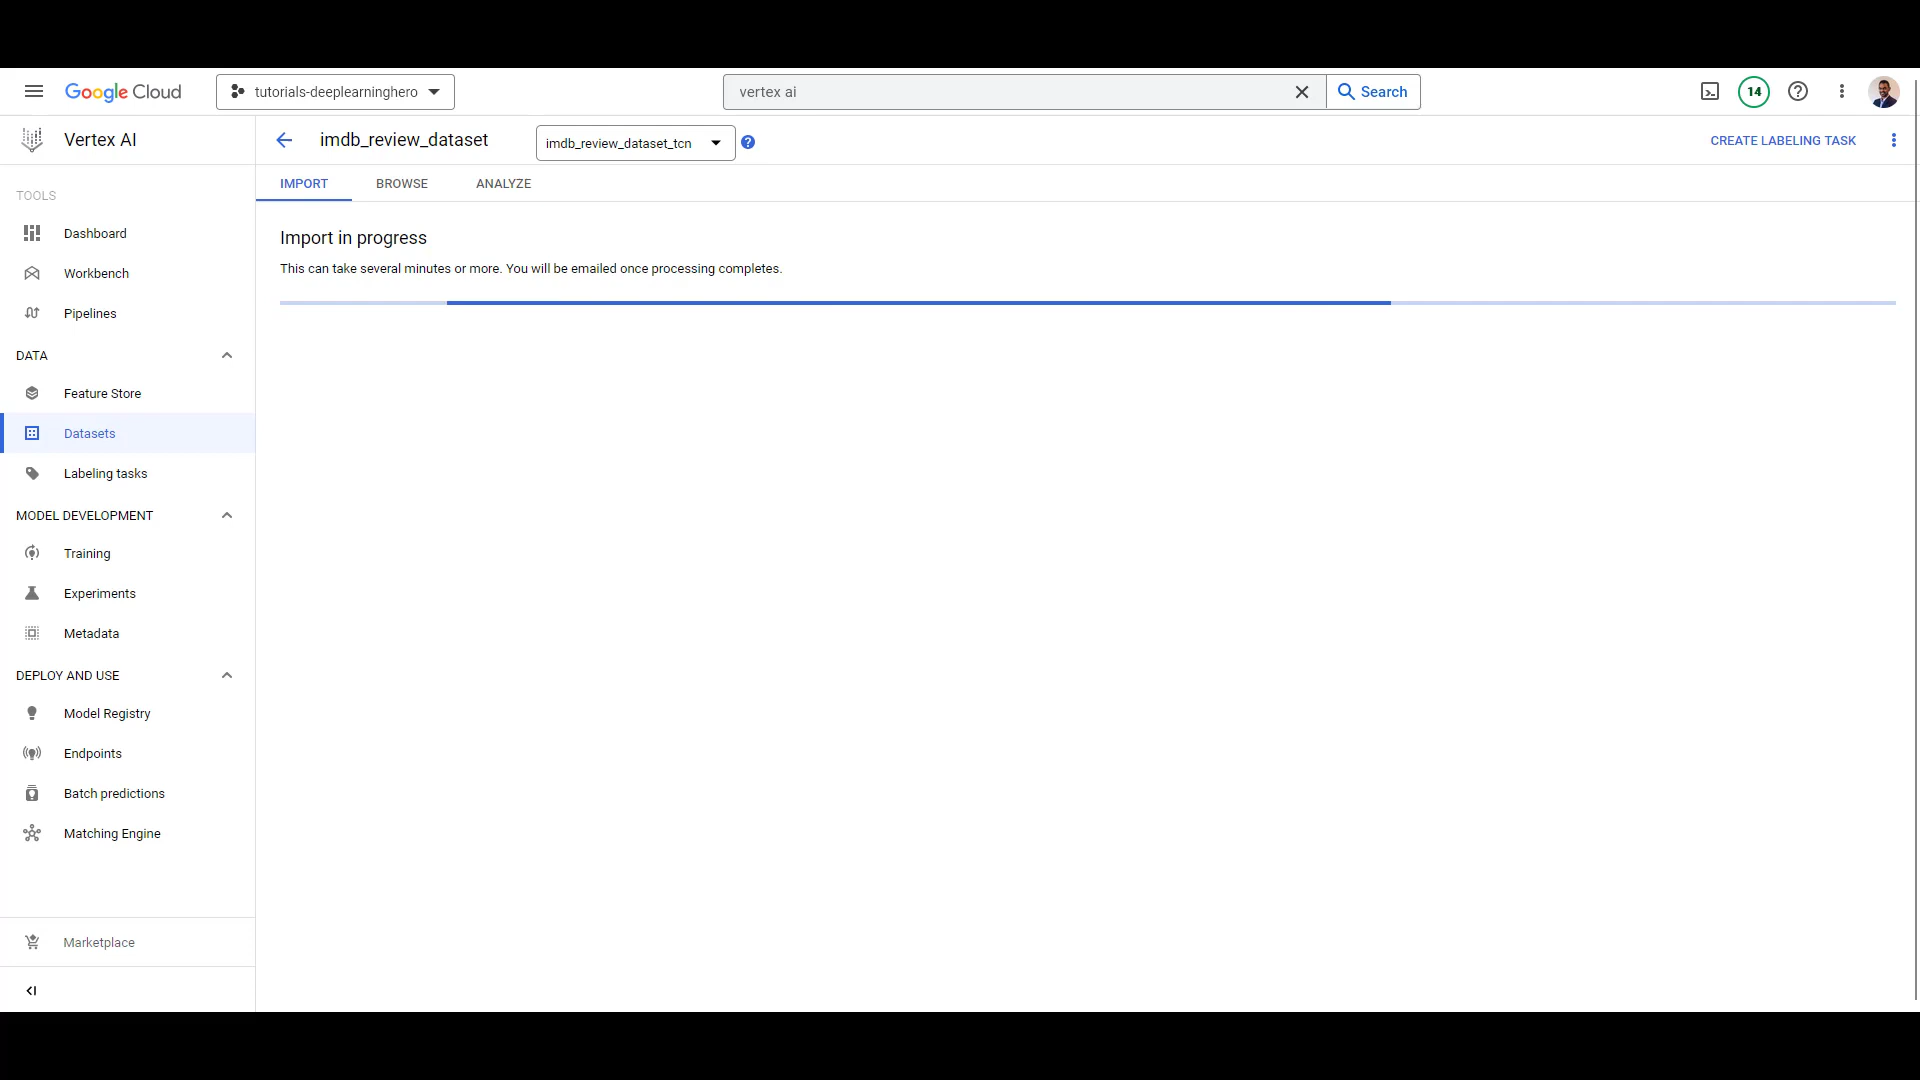 Google Cloud
tutorials-deeplearninghero
vertex ai
Search
14
Vertex AI
imdb_review_dataset
imdb_review_dataset_tcn
CREATE LABELING TASK
TOOLS
Dashboard
Workbench
Pipelines
DATA
Feature Store
Datasets
Labeling tasks
MODEL DEVELOPMENT
Training
Experiments
Metadata
DEPLOY AND USE
Model Registry
Endpoints
Batch predictions
Matching Engine
Marketplace
IMPORT
BROWSE
ANALYZE
Import in progress
This can take several minutes or more. You will be emailed once processing completes.